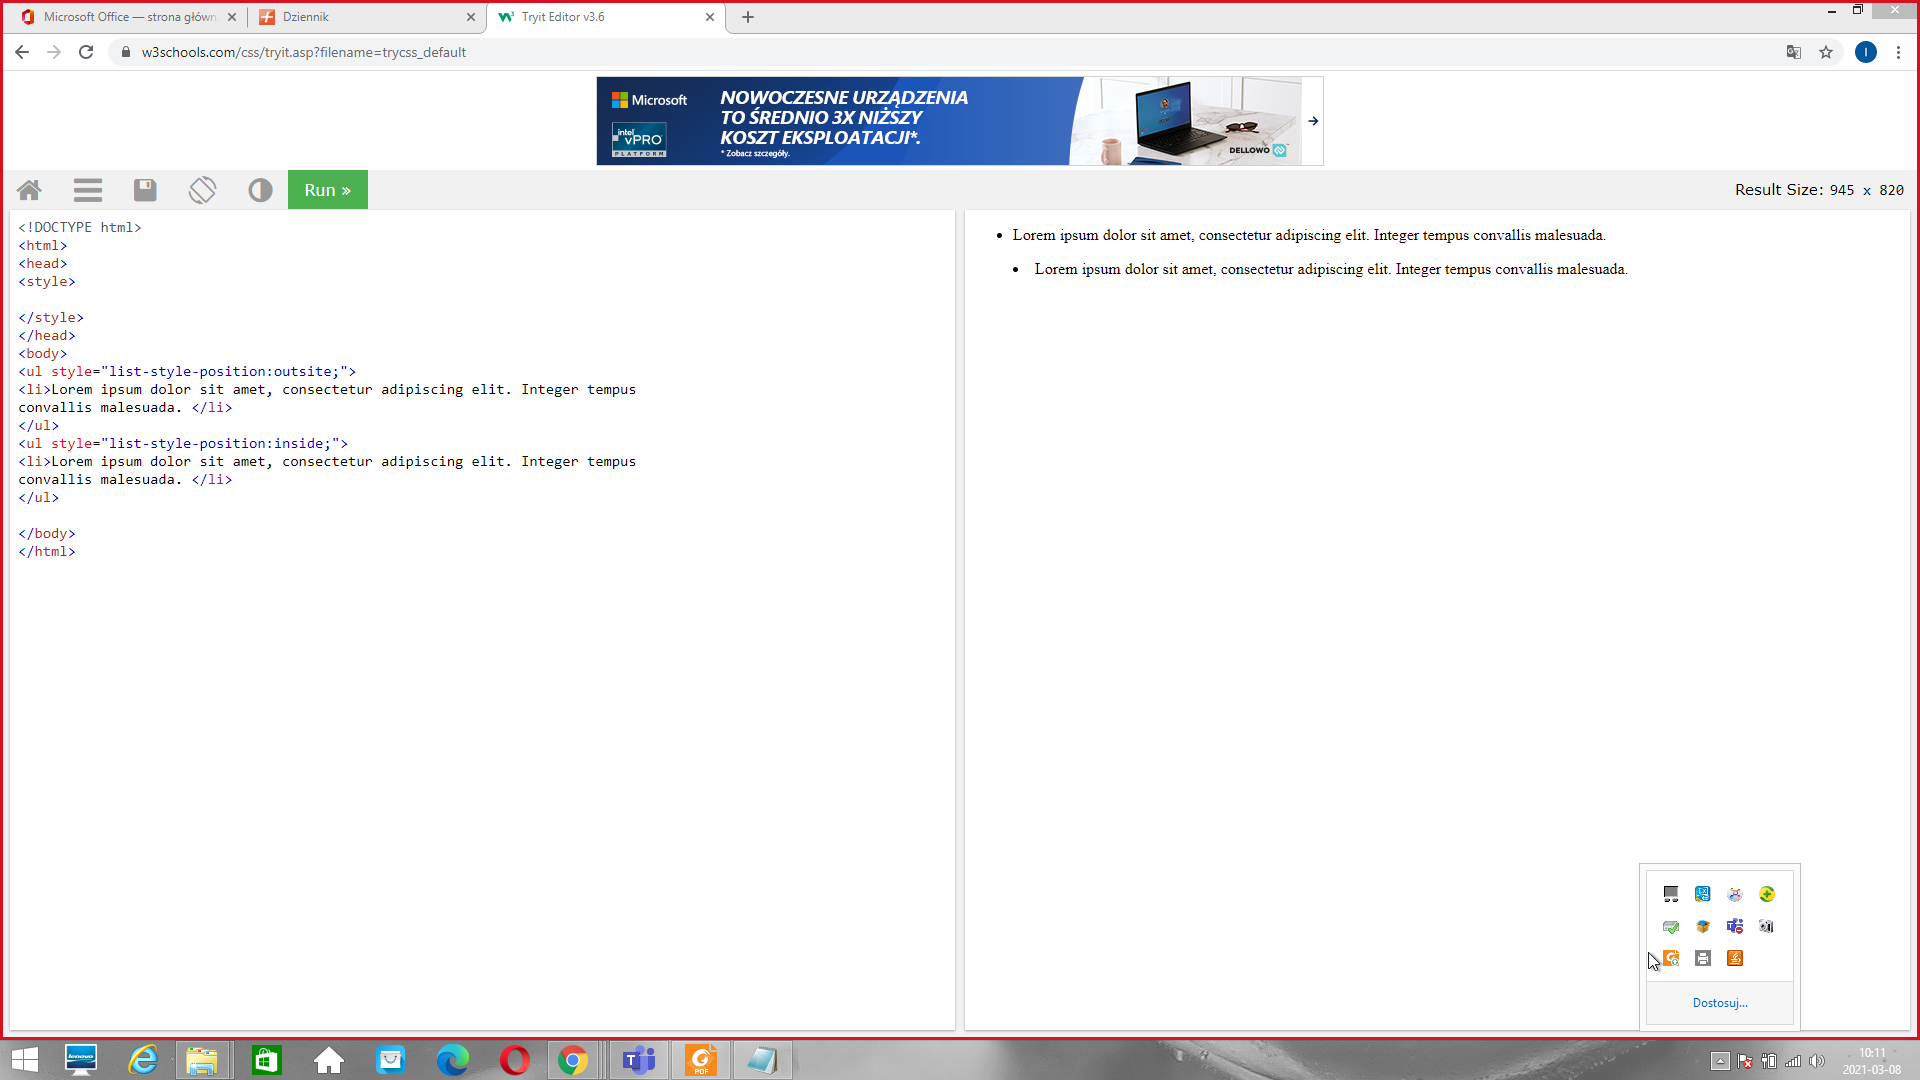 Microsoft Office — strona główn
Dziennik
Tryit Editor v3.6
w3schools.com/css/tryit.asp?filename=trycss_default
I
Microsoft
intel
vPRO
PLATFORM
NOWOCZESNE URZĄDZENIA
TO ŚREDNIO 3X NIŻSZY
KOSZT EKSPLOATACJI*.
* Zobacz szczegóły.
DELLOWO
Run »
Result Size: 945 x 820
<!DOCTYPE html>
<html>
<head>
<style>
</style>
</head>
<body>
<ul style="list-style-position:outsite;">
<li>Lorem ipsum dolor sit amet, consectetur adipiscing elit. Integer tempus
convallis malesuada. </li>
</ul>
<ul style="list-style-position:inside;">
<li>Lorem ipsum dolor sit amet, consectetur adipiscing elit. Integer tempus
convallis malesuada. </li>
</ul>
</body>
</html>
• Lorem ipsum dolor sit amet, consectetur adipiscing elit. Integer tempus convallis malesuada.
• Lorem ipsum dolor sit amet, consectetur adipiscing elit. Integer tempus convallis malesuada.
Dostosuj...
lenovo
PDF
10:11
2021-03-08